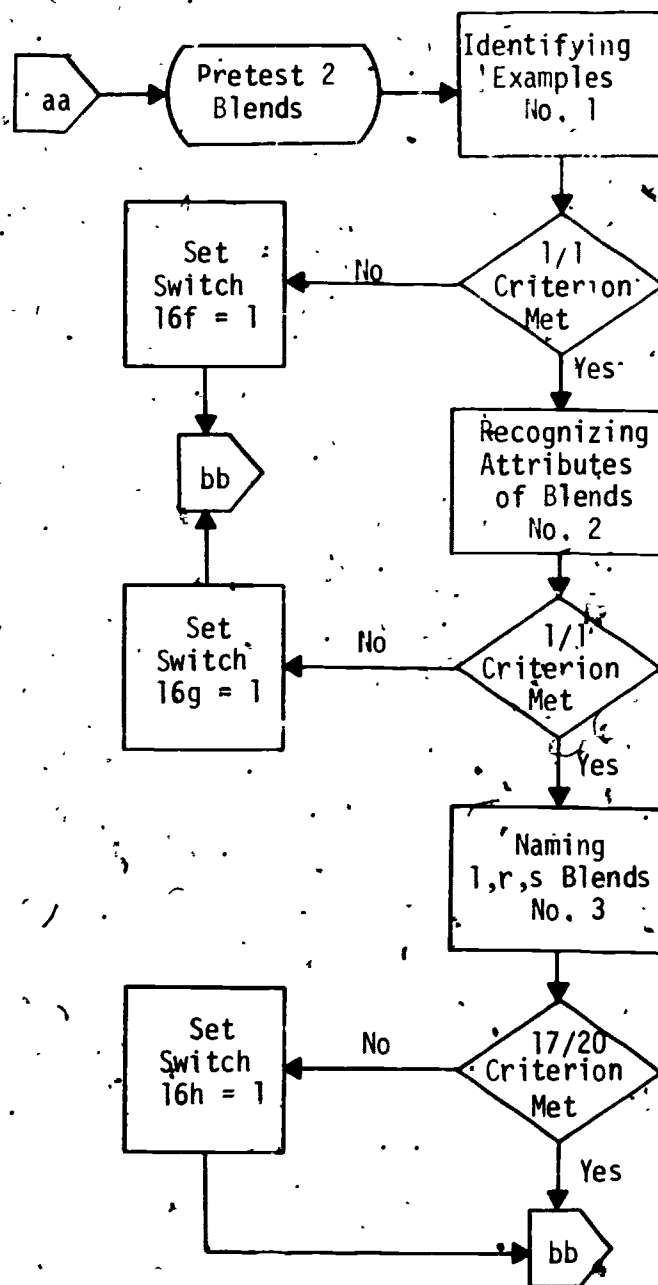 aa
Pretest 2
Blends
Identifying
Examples
No. 1
1/1
Criterion
Met
No
Set
Switch
16f = 1
bb
Yes
Recognizing
Attributes
of Blends
No. 2
1/1
Criterion
Met
No
Set
Switch
16g = 1
Yes
Naming
l,r,s Blends
No. 3
17/20
Criterion
Met
No
Set
Switch
16h = 1
Yes
bb